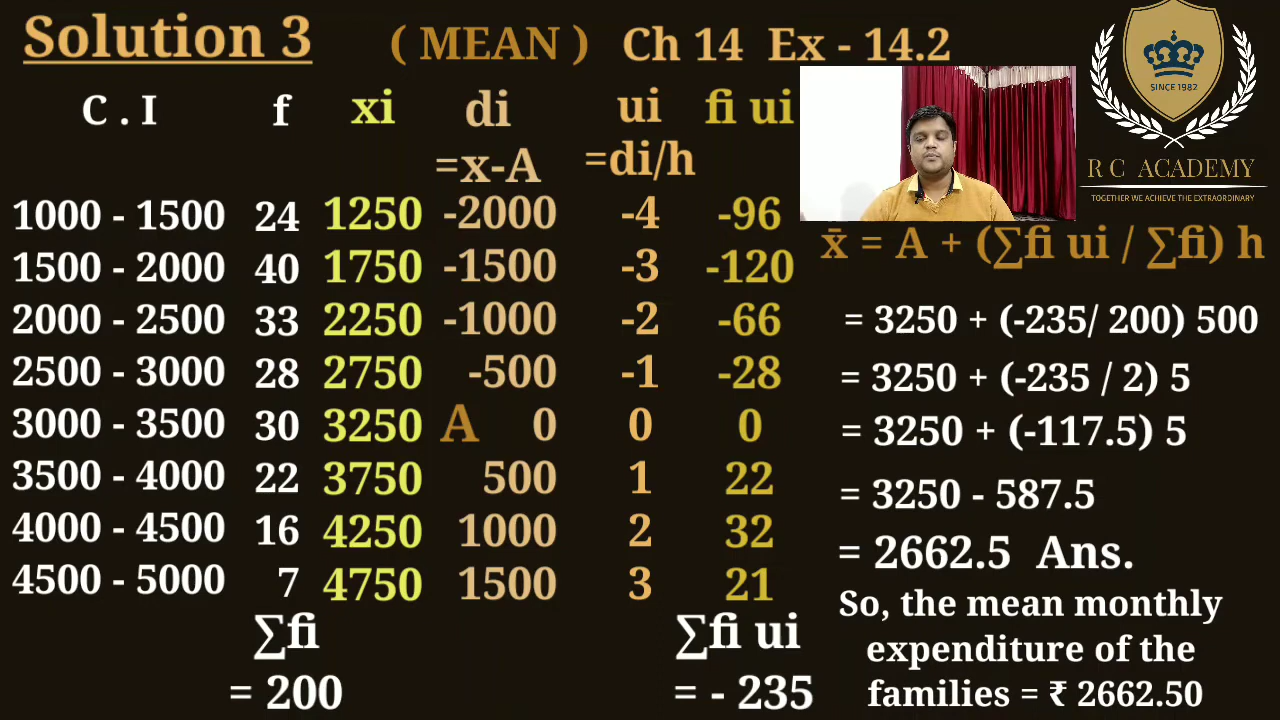 Solution 3 ( MEAN ) Ch 14 Ex - 14.2
C . I f xi di ui fi ui
=x-A =di/h
1000 - 1500 24 1250 -2000 -4 -96
1500 - 2000 40 1750 -1500 -3 -120
2000 - 2500 33 2250 -1000 -2 -66
2500 - 3000 28 2750 -500 -1 -28
3000 - 3500 30 3250 A 0 0 0
3500 - 4000 22 3750 500 1 22
4000 - 4500 16 4250 1000 2 32
4500 - 5000 7 4750 1500 3 21
∑fi ∑fi ui
= 200 = - 235
SINCE 1982
R C ACADEMY
TOGETHER WE ACHIEVE THE EXTRAORDINARY
x̄ = A + (∑fi ui / ∑fi) h
= 3250 + (-235/ 200) 500
= 3250 + (-235 / 2) 5
= 3250 + (-117.5) 5
= 3250 - 587.5
= 2662.5 Ans.
So, the mean monthly
expenditure of the
families = ₹ 2662.50